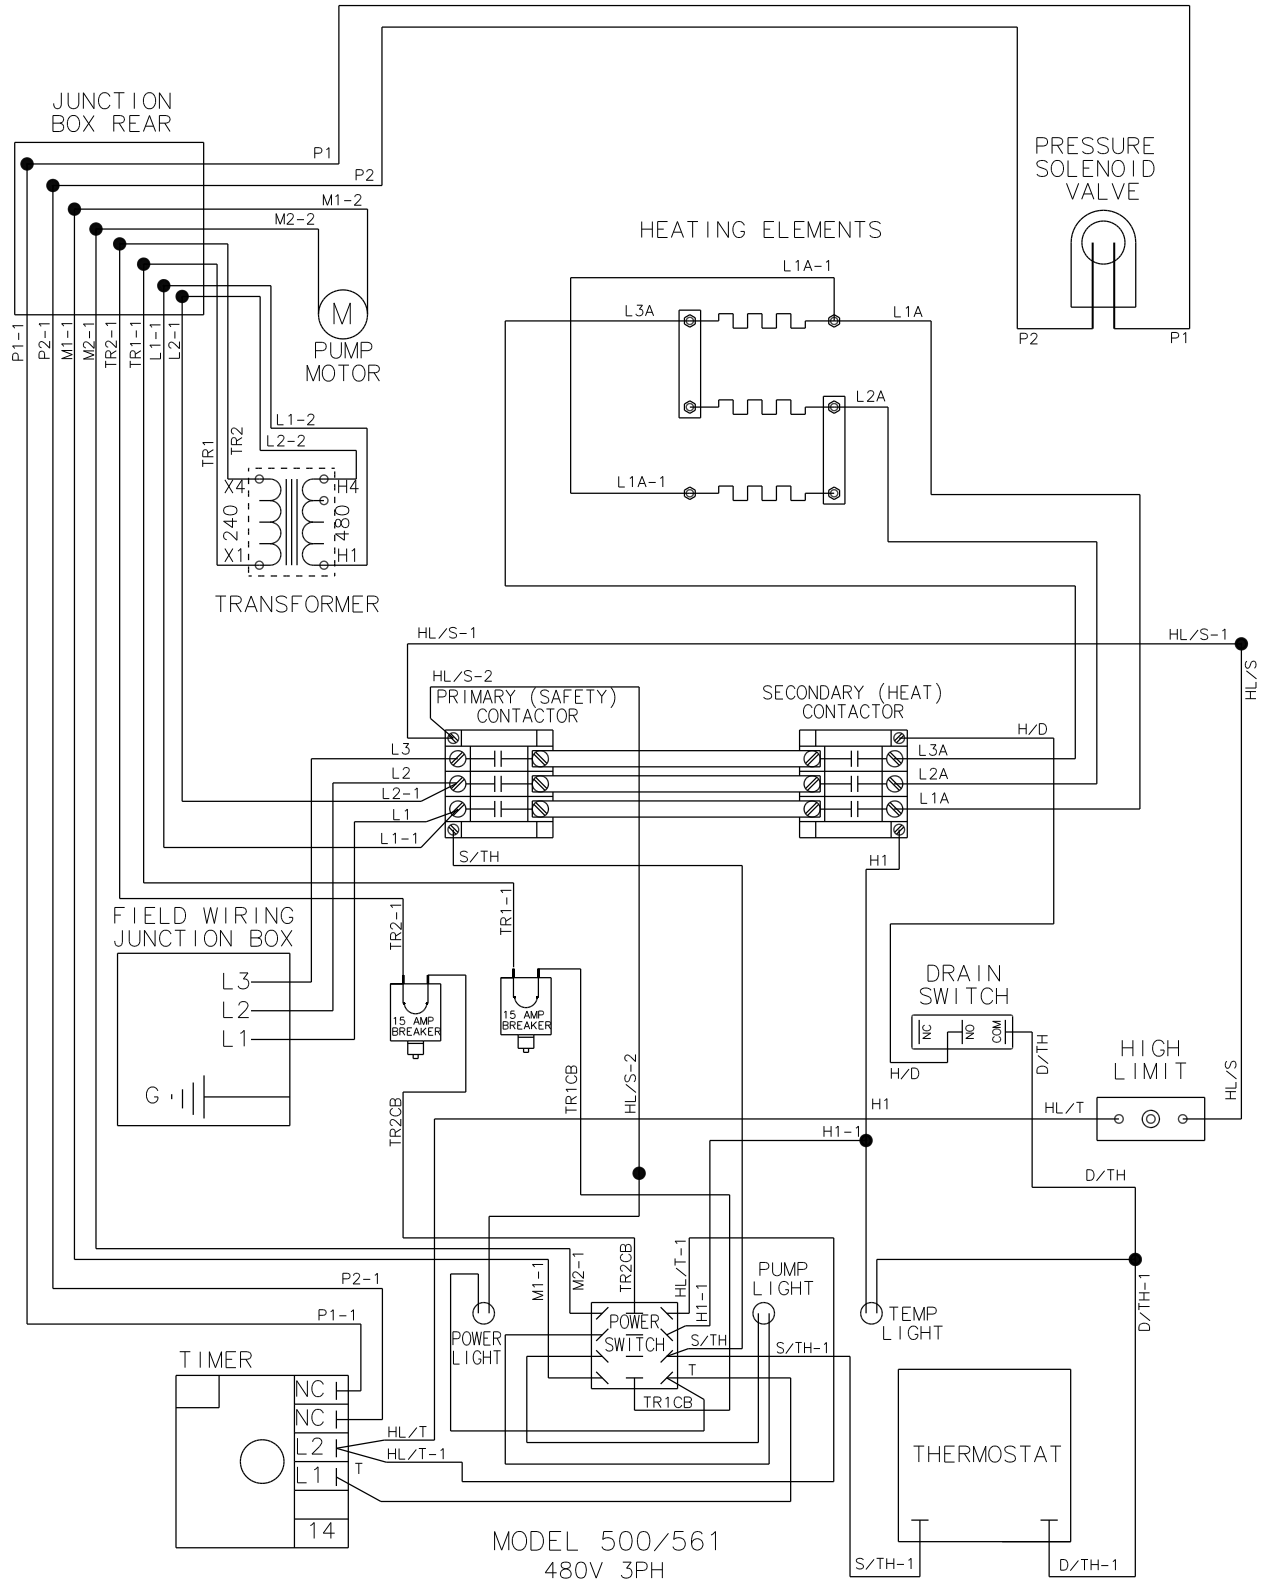 JUNCTION
BOX REAR
P1
P2
M1-2
M2-2
PRESSURE
SOLENOID
VALVE
P2
P1
HEATING ELEMENTS
L1A-1
L3A
L1A
L2A
L1A-1
P1-1
P2-1
M1-1
M2-1
TR2-1
TR1-1
L1-1
L2-1
M
PUMP
MOTOR
L1-2
L2-2
TR1
TR2
X4
H4
240
480
X1
H1
TRANSFORMER
HL/S-1
HL/S-1
HL/S
HL/S-2
PRIMARY (SAFETY)
CONTACTOR
SECONDARY (HEAT)
CONTACTOR
H/D
L3
L3A
L2
L2A
L2-1
L1A
L1
L1-1
S/TH
H1
FIELD WIRING
JUNCTION BOX
L3
L2
L1
G
TR2-1
TR1-1
15 AMP
BREAKER
15 AMP
BREAKER
DRAIN
SWITCH
NC
NO
COM
H/D
D/TH
HIGH
LIMIT
HL/S
HL/T
H1
H1-1
TR2CB
TR1CB
HL/S-2
D/TH
D/TH-1
M1-1
M2-1
TR2CB
HL/T-1
H1-1
PUMP
LIGHT
POWER
SWITCH
S/TH
S/TH-1
T
TR1CB
POWER
LIGHT
TEMP
LIGHT
P2-1
P1-1
TIMER
NC
NC
L2
L1
14
HL/T
HL/T-1
T
THERMOSTAT
S/TH-1
D/TH-1
MODEL 500/561
480V 3PH